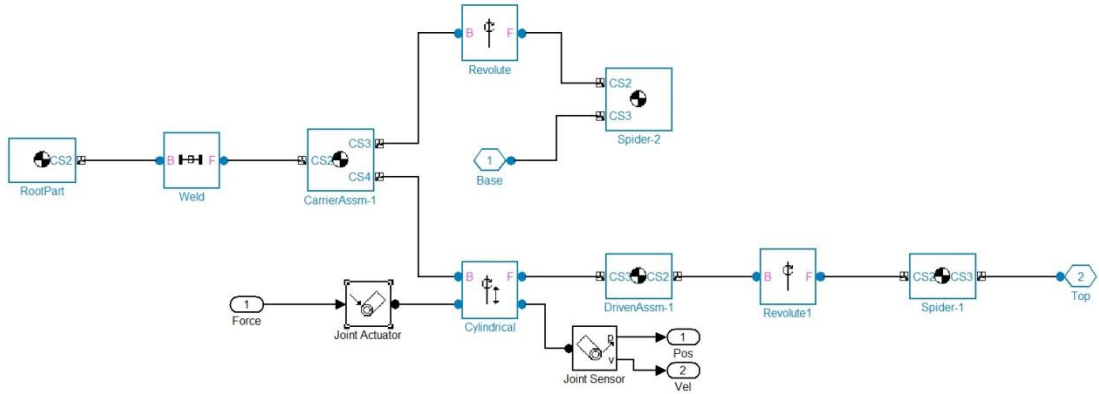 B F
Revolute
CS2
CS3
Spider-2
1
Base
CS2
RootPart
B F
Weld
CS2
CS3
CS4
CarrierAssm-1
1
Force
Joint Actuator
B F
Cylindrical
CS3 CS2
DrivenAssm-1
B F
Revolute1
CS2 CS3
Spider-1
2
Top
p
v
Joint Sensor
1
Pos
2
Vel